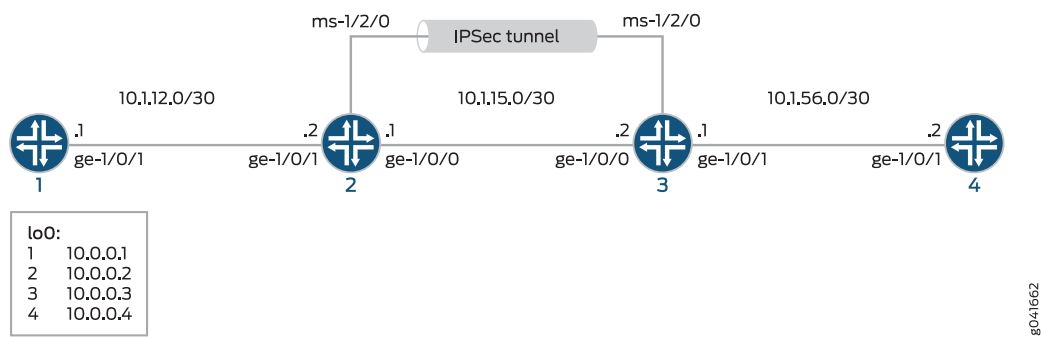 ms-1/2/0
IPSec tunnel
ms-1/2/0
10.1.12.0/30
10.1.15.0/30
10.1.56.0/30
.1
.2
.1
.2
.1
.2
ge-1/0/1
ge-1/0/1
ge-1/0/0
ge-1/0/0
ge-1/0/1
ge-1/0/1
1
2
3
4
lo0:
1 10.0.0.1
2 10.0.0.2
3 10.0.0.3
4 10.0.0.4
g041662